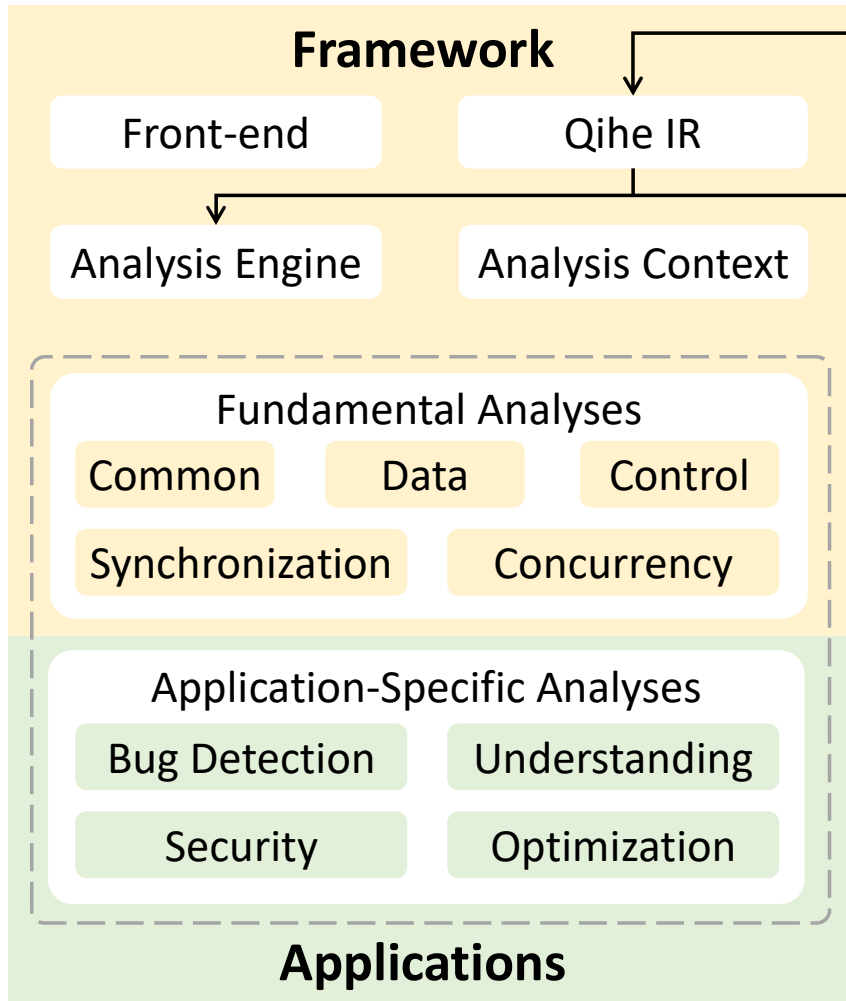 Framework
Front-end
Qihe IR
Analysis Engine
Analysis Context
Fundamental Analyses
Common
Data
Control
Synchronization
Concurrency
Application-Specific Analyses
Bug Detection
Understanding
Security
Optimization
Applications